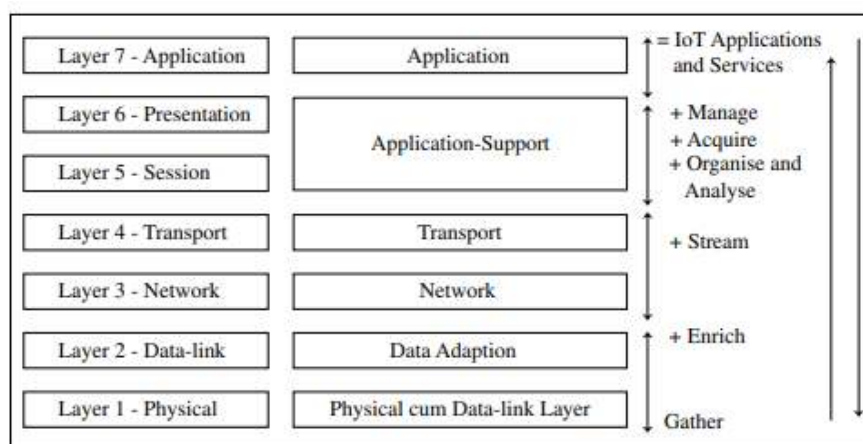 Layer 7 - Application
Application
= IoT Applications
and Services
Layer 6 - Presentation
Layer 5 - Session
Application-Support
+ Manage
+ Acquire
+ Organise and
Analyse
Layer 4 - Transport
Transport
+ Stream
Layer 3 - Network
Network
Layer 2 - Data-link
Data Adaption
+ Enrich
Layer 1 - Physical
Physical cum Data-link Layer
Gather